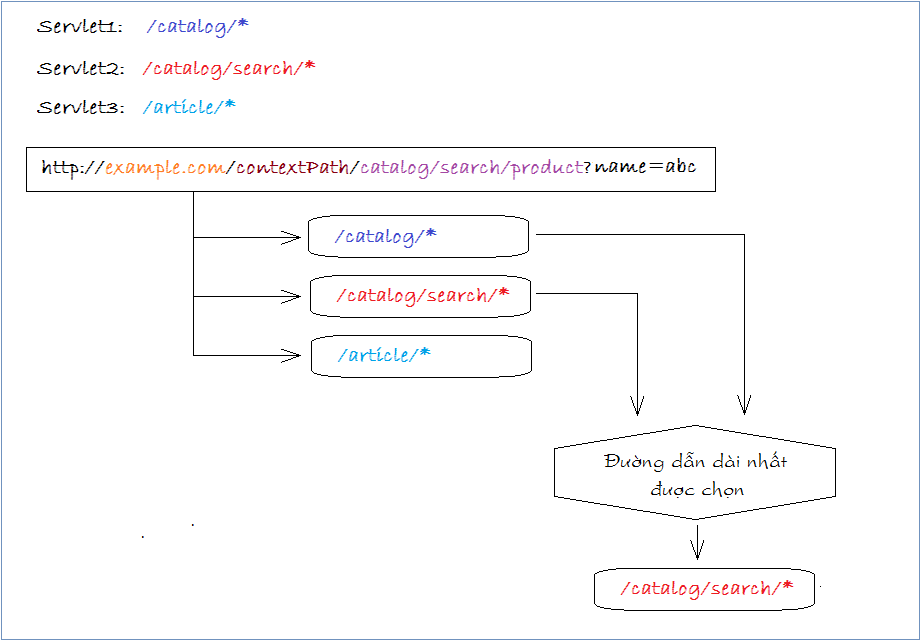 Servlet1: /catalog/*
Servlet2: /catalog/search/*
Servlet3: /article/*
http://example.com/contextPath/catalog/search/product?name=abc
/catalog/*
/catalog/search/*
/article/*
Đường dẫn dài nhất
được chọn
/catalog/search/*